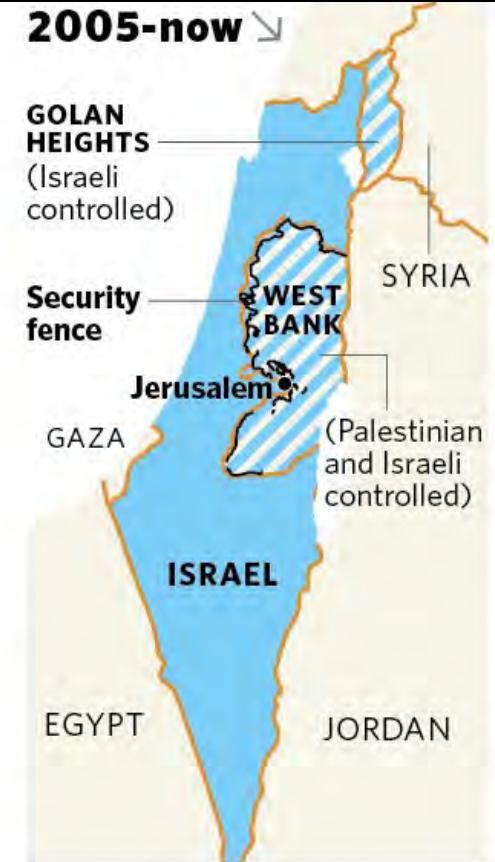 2005-now
GOLAN
HEIGHTS
(Israeli
controlled)
SYRIA
Security
fence
WEST
BANK
Jerusalem
GAZA
(Palestinian
and Israeli
controlled)
ISRAEL
EGYPT
JORDAN